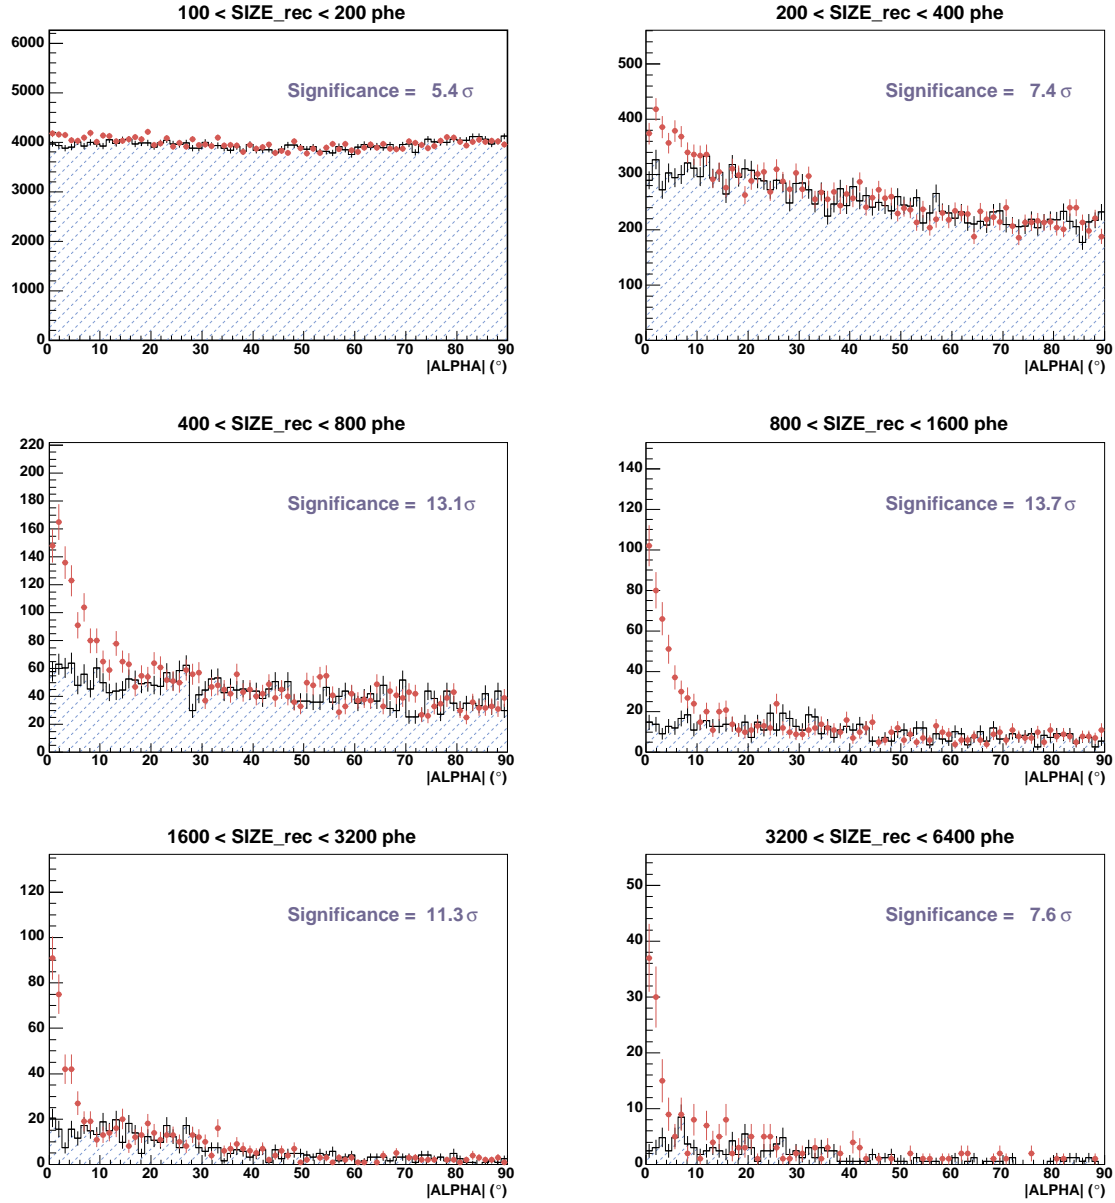 100 < SIZE_rec < 200 phe
6000
5000
4000
3000
2000
1000
0
Significance = 5.4 σ
0 10 20 30 40 50 60 70 80 90
|ALPHA| (°)
200 < SIZE_rec < 400 phe
500
400
300
200
100
0
Significance = 7.4 σ
0 10 20 30 40 50 60 70 80 90
|ALPHA| (°)
400 < SIZE_rec < 800 phe
220
200
180
160
140
120
100
80
60
40
20
0
Significance = 13.1 σ
0 10 20 30 40 50 60 70 80 90
|ALPHA| (°)
800 < SIZE_rec < 1600 phe
140
120
100
80
60
40
20
0
Significance = 13.7 σ
0 10 20 30 40 50 60 70 80 90
|ALPHA| (°)
1600 < SIZE_rec < 3200 phe
120
100
80
60
40
20
0
Significance = 11.3 σ
0 10 20 30 40 50 60 70 80 90
|ALPHA| (°)
3200 < SIZE_rec < 6400 phe
50
40
30
20
10
0
Significance = 7.6 σ
0 10 20 30 40 50 60 70 80 90
|ALPHA| (°)